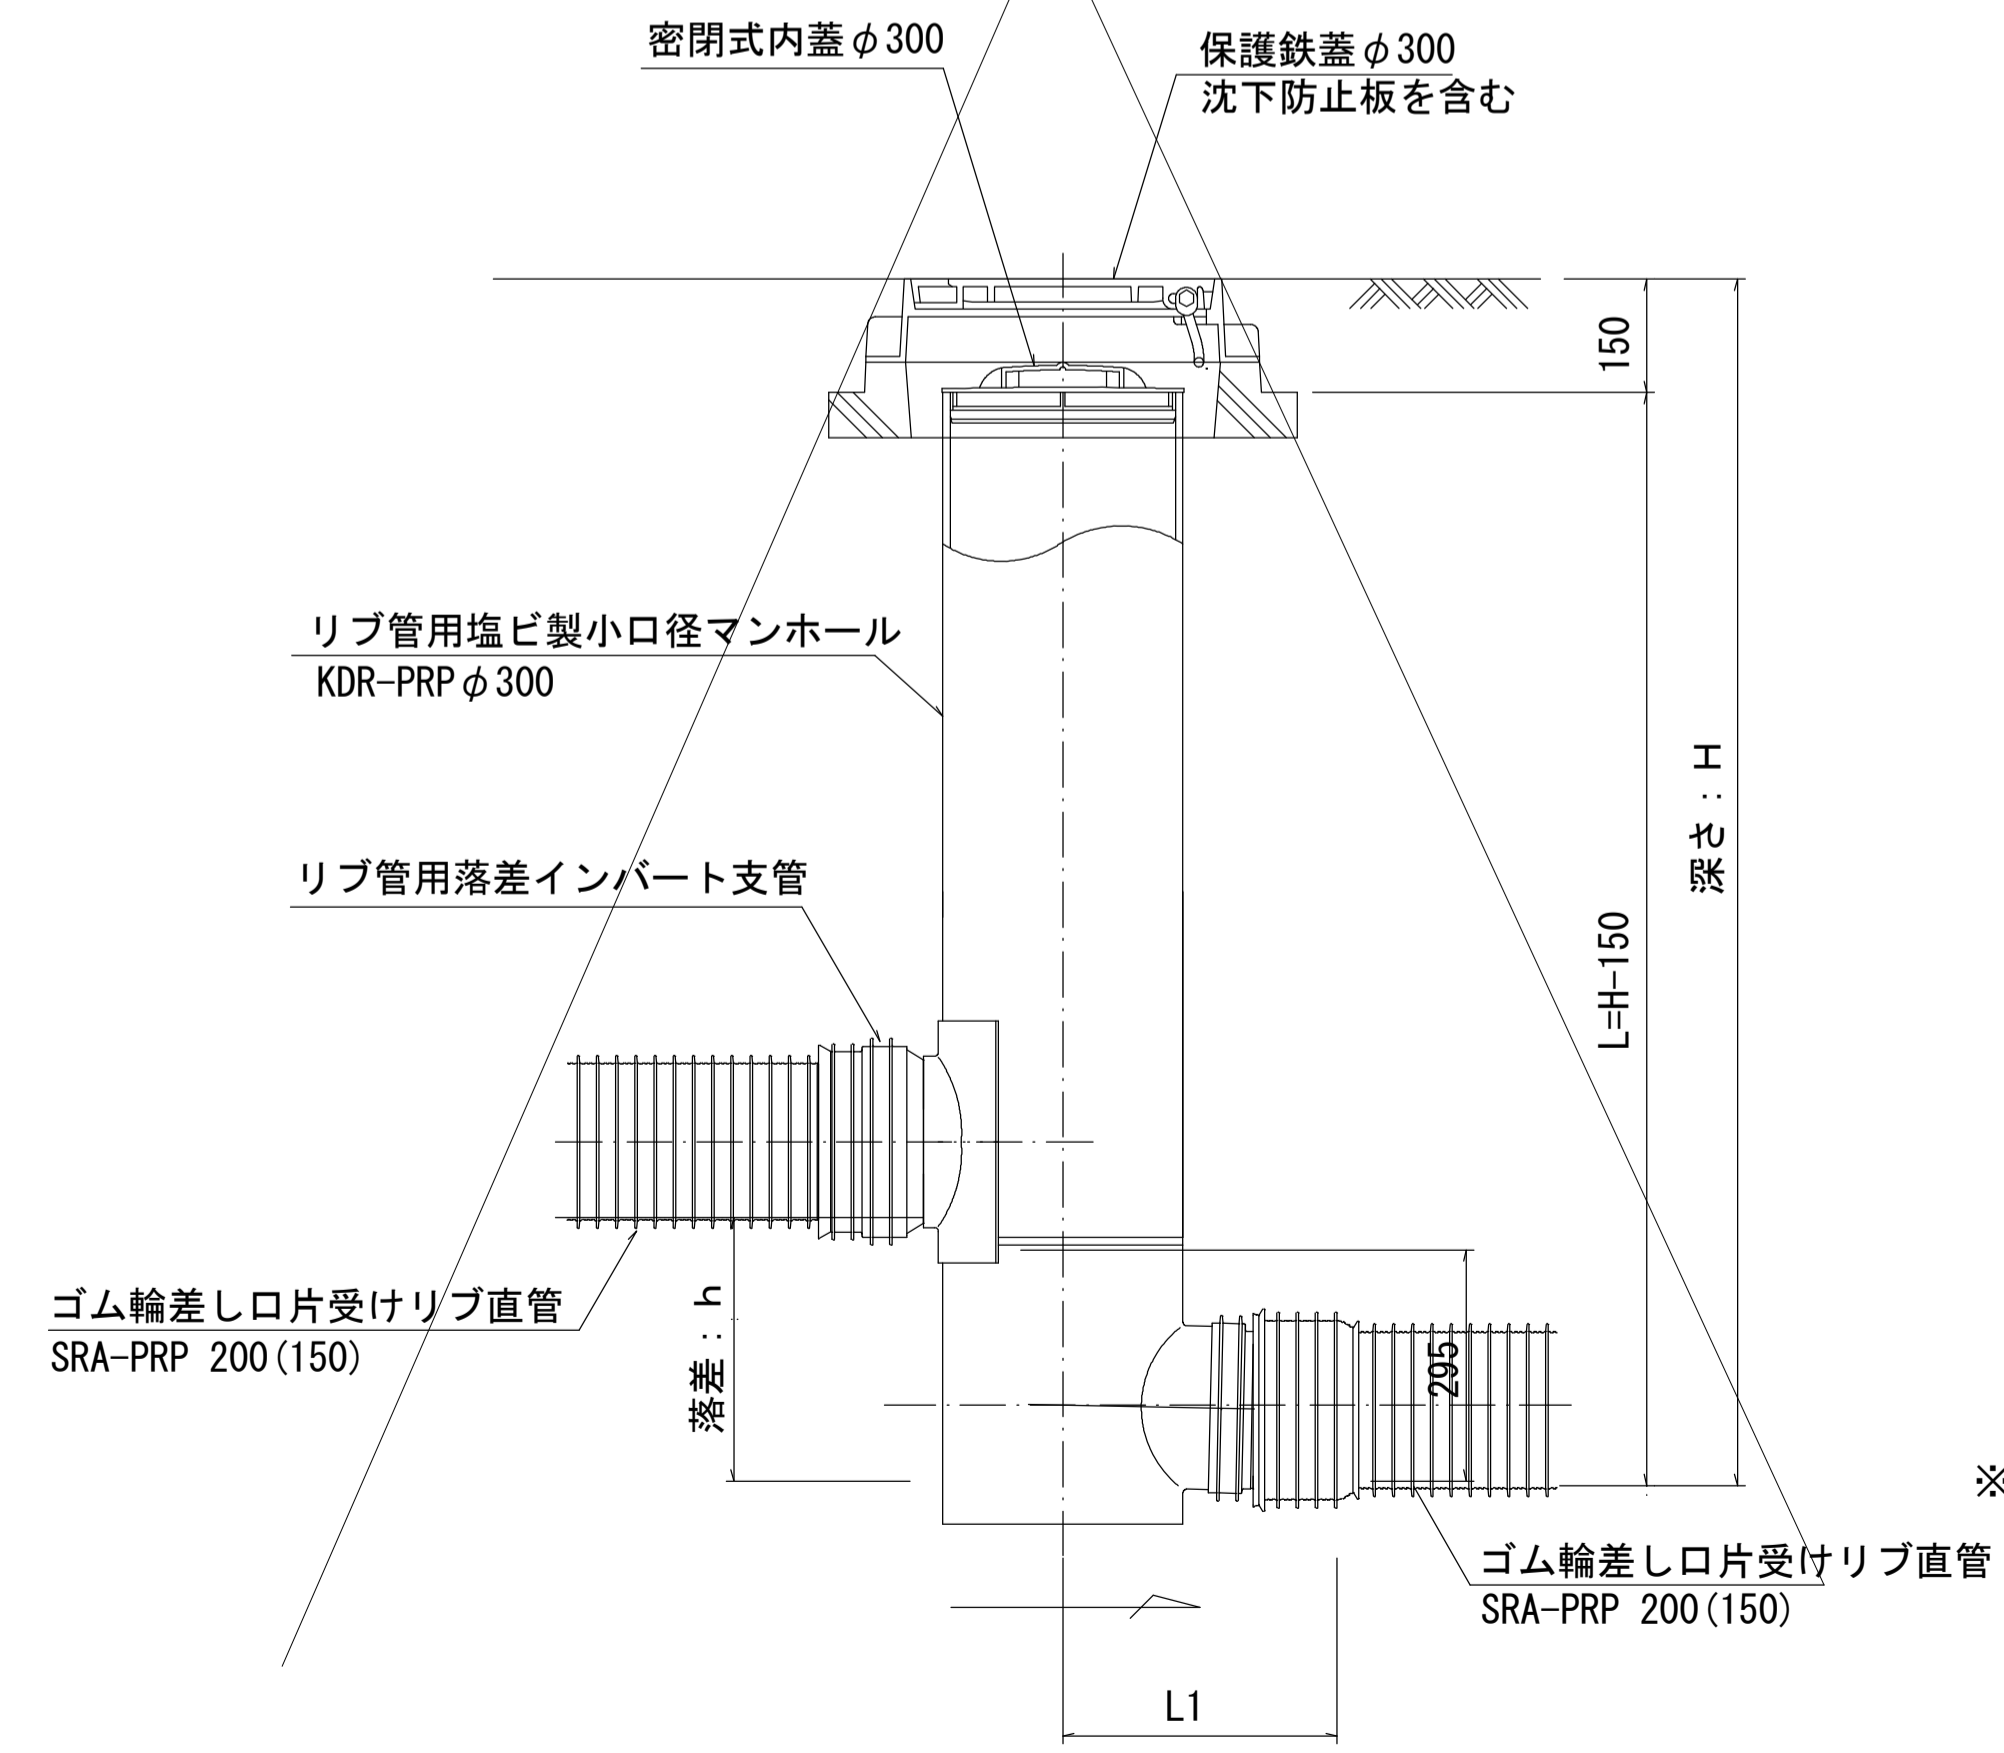 密閉式内蓋φ300
保護鉄蓋φ300
沈下防止板を含む
150
リブ管用塩ビ製小口径マンホール
KDR-PRPφ300
深さ:H
リブ管用落差インバート支管
L=H-150
ゴム輪差し口片受けリブ直管
SRA-PRP 200(150)
落差:h
295
※
ゴム輪差し口片受けリブ直管
SRA-PRP 200(150)
L1